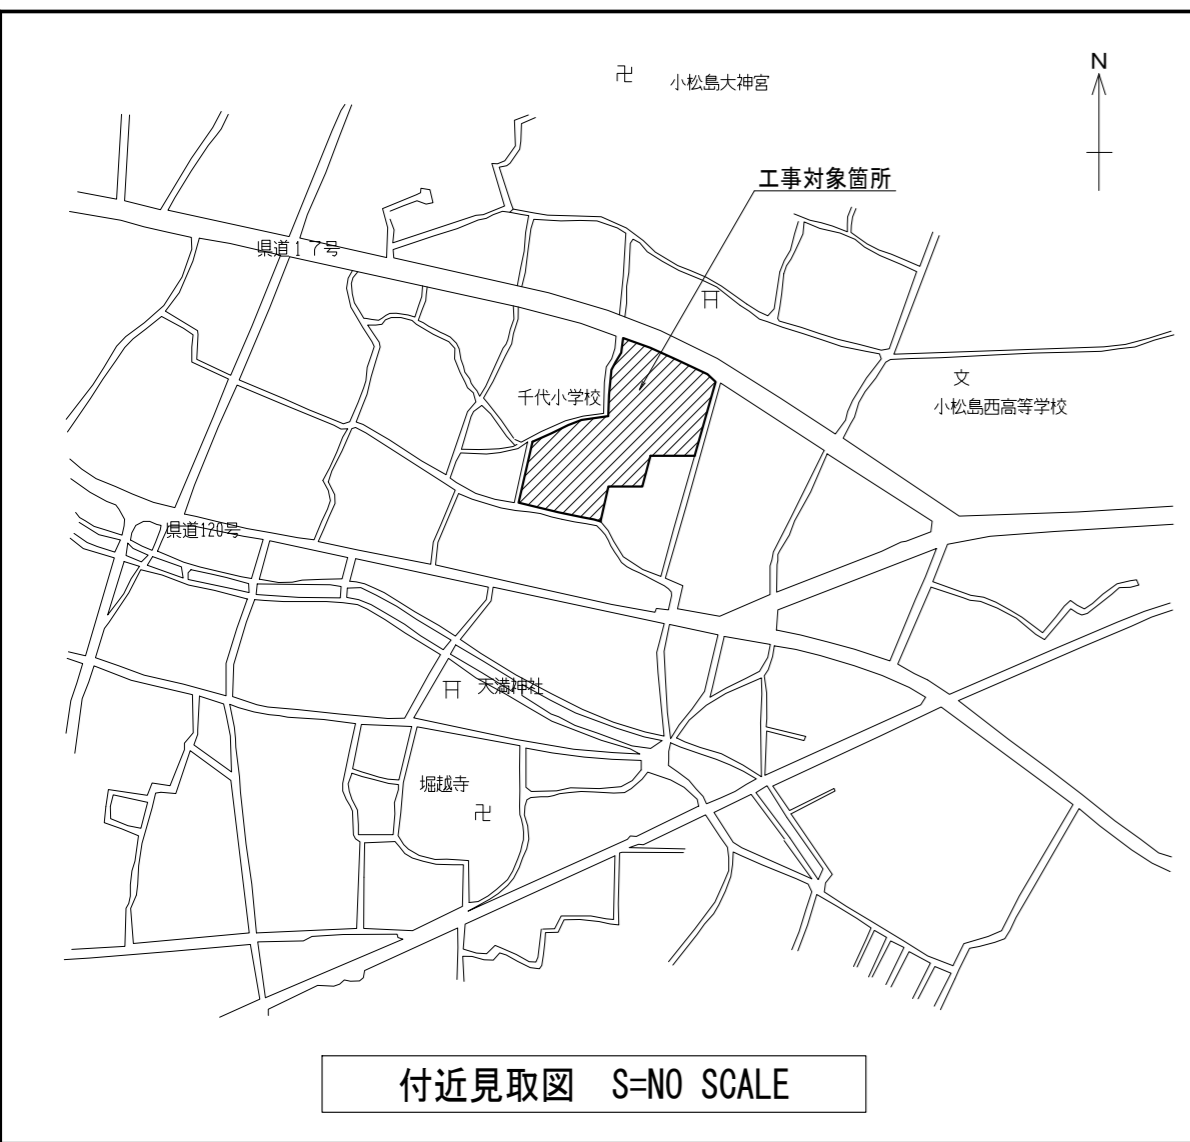 卍 小松島大神宮
N
工事対象箇所
県道１７号
千代小学校
文
小松島西高等学校
県道120号
天満神社
堀越寺
卍
付近見取図 S=NO SCALE